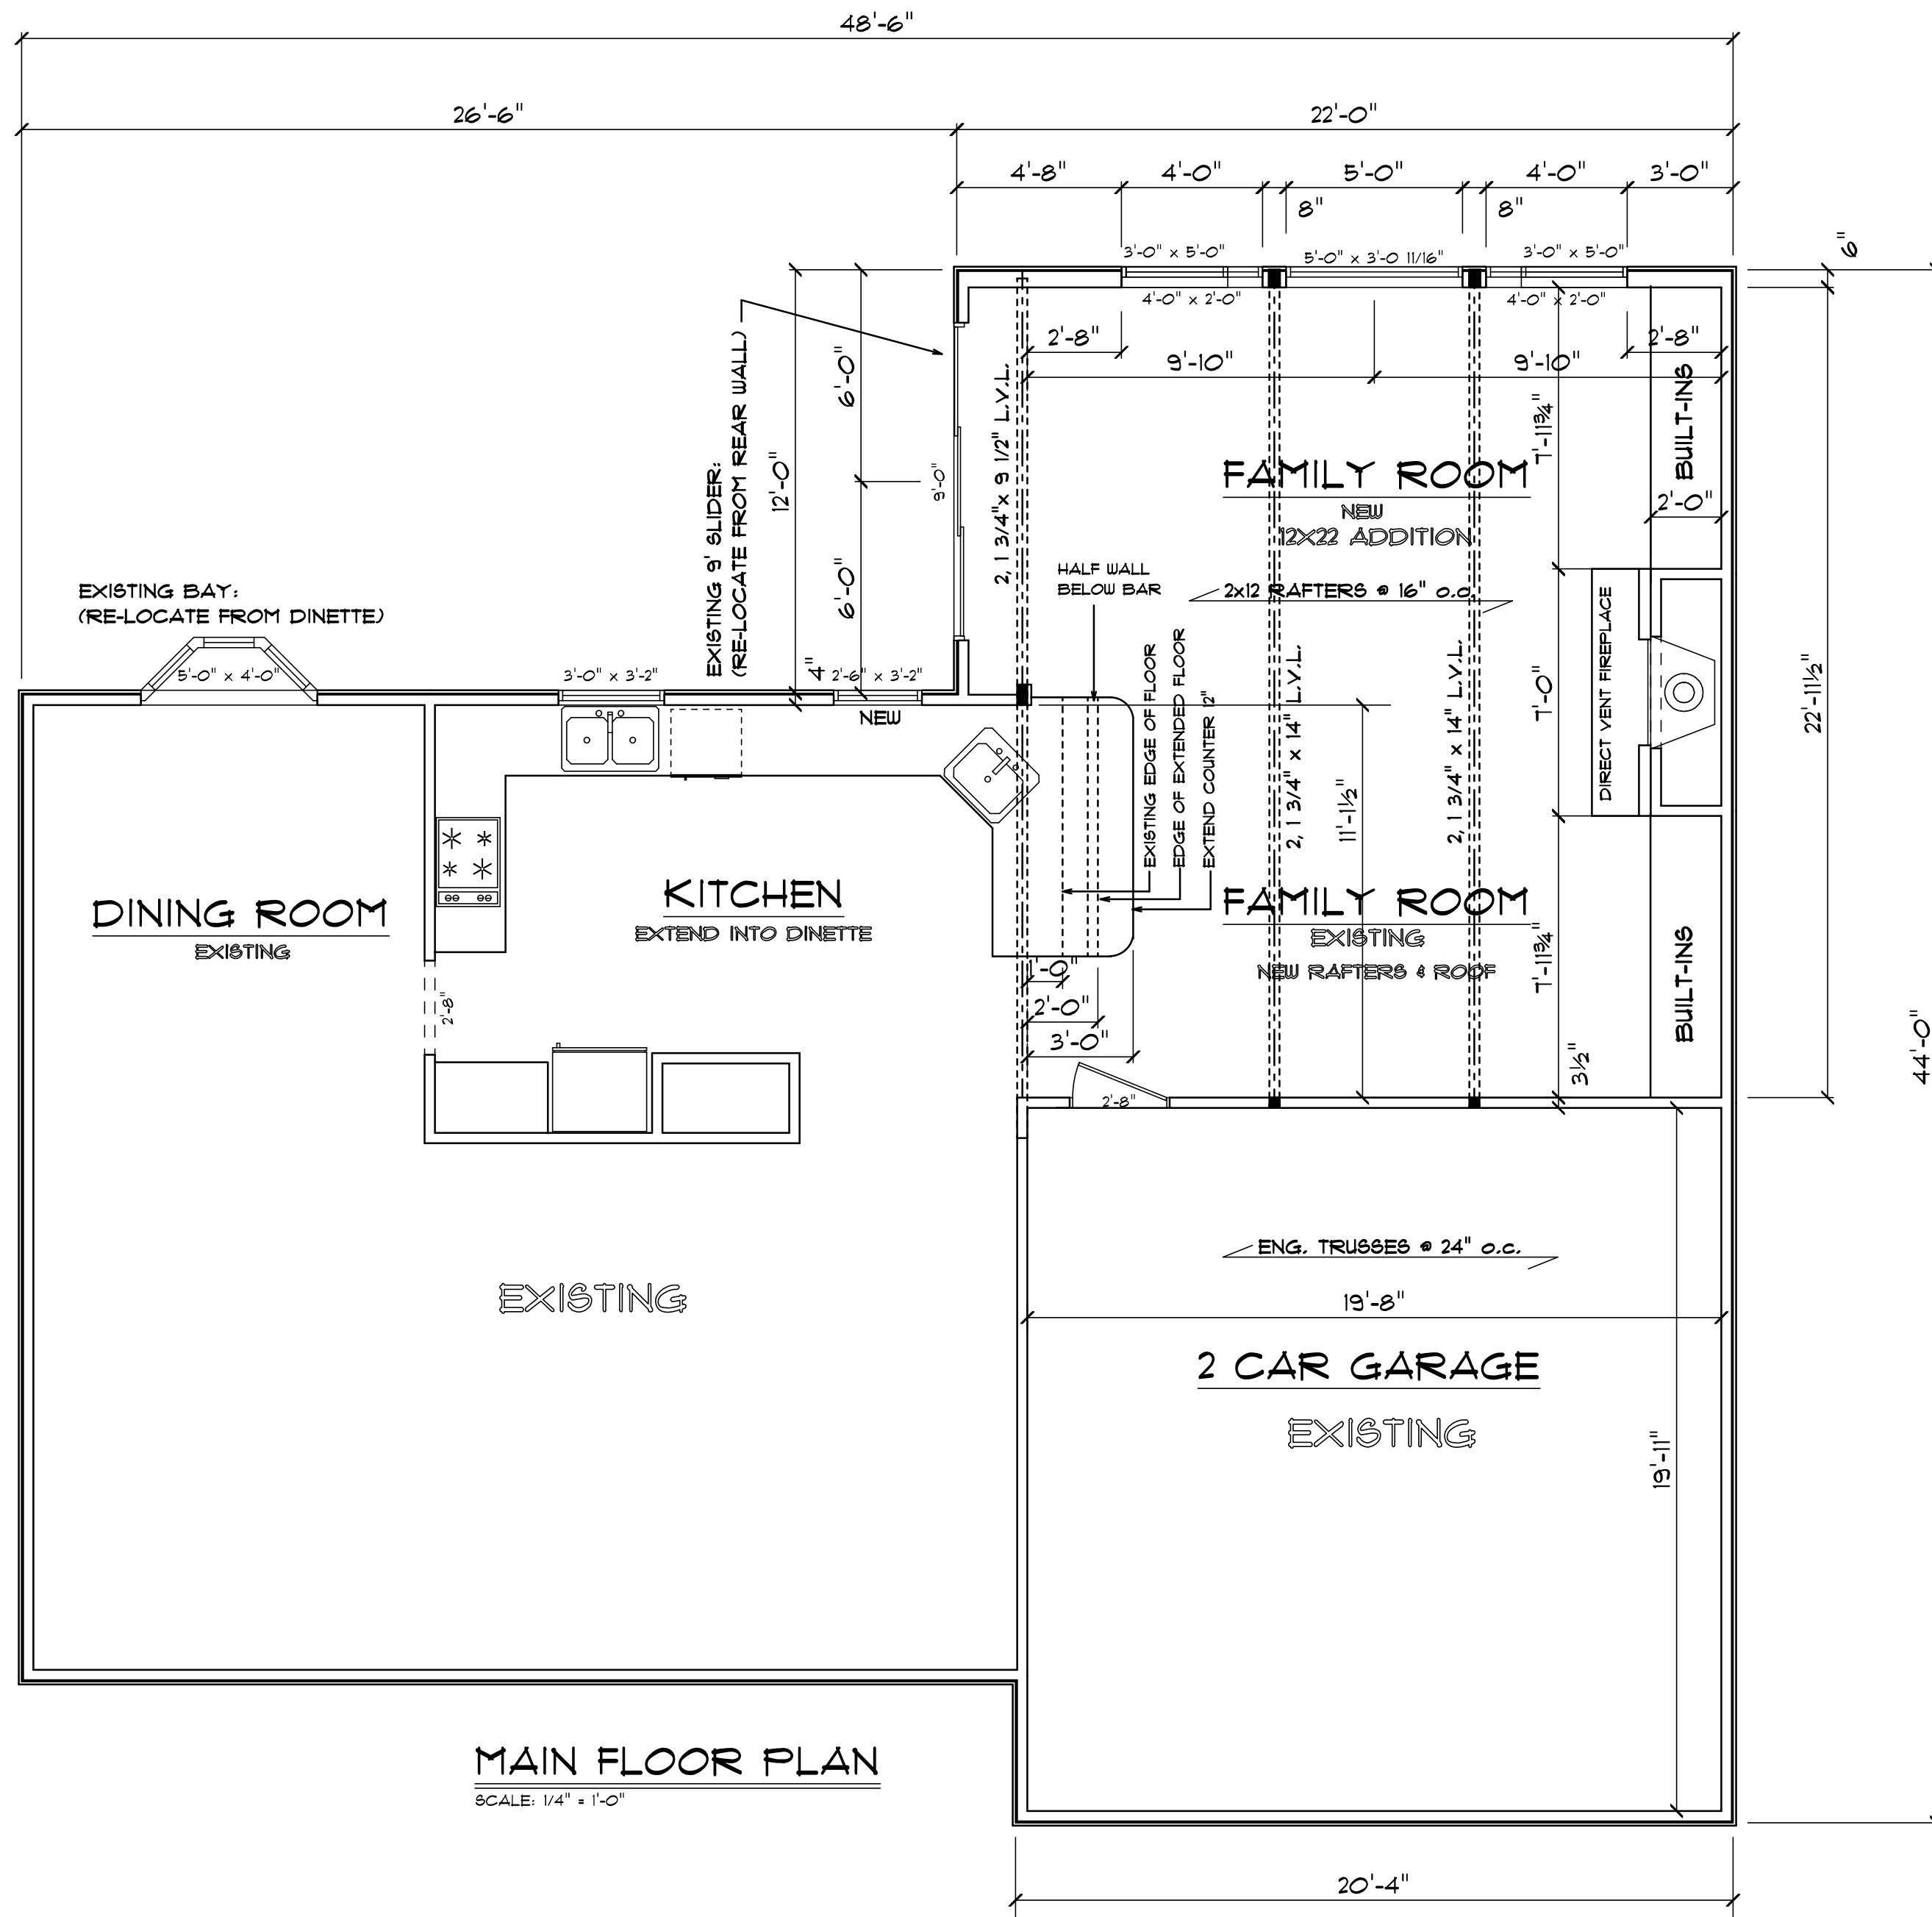 48'-6"
26'-6"
22'-0"
4'-8"
4'-0"
5'-0"
4'-0"
3'-0"
8"
8"
6"
3'-0" x 5'-0"
5'-0" x 3'-0 11/16"
3'-0" x 5'-0"
4'-0" x 2'-0"
4'-0" x 2'-0"
2'-8"
2'-8"
9'-10"
9'-10"
EXISTING 9' SLIDER:
(RE-LOCATE FROM REAR WALL)
12'-0"
6'-0"
6'-0"
9'-0"
2, 1 3/4"x 9 1/2" L.V.L.
7'-11¾"
BUILT-INS
2'-0"
FAMILY ROOM
NEW
12X22 ADDITION
HALF WALL
BELOW BAR
2x12 RAFTERS @ 16" o.c.
EXISTING BAY:
(RE-LOCATE FROM DINETTE)
5'-0" x 4'-0"
3'-0" x 3'-2"
4"
2'-6" x 3'-2"
NEW
EXISTING EDGE OF FLOOR
EDGE OF EXTENDED FLOOR
EXTEND COUNTER 12"
2, 1 3/4" x 14" L.V.L.
11'-1½"
2, 1 3/4" x 14" L.V.L.
7'-0"
DIRECT VENT FIREPLACE
22'-11½"
DINING ROOM
EXISTING
KITCHEN
EXTEND INTO DINETTE
FAMILY ROOM
EXISTING
NEW RAFTERS & ROOF
7'-11¾"
BUILT-INS
1'-0"
2'-0"
3'-0"
2'-8"
2'-8"
3½"
44'-0"
ENG. TRUSSES @ 24" o.c.
19'-8"
EXISTING
2 CAR GARAGE
EXISTING
19'-11"
MAIN FLOOR PLAN
SCALE: 1/4" = 1'-0"
20'-4"